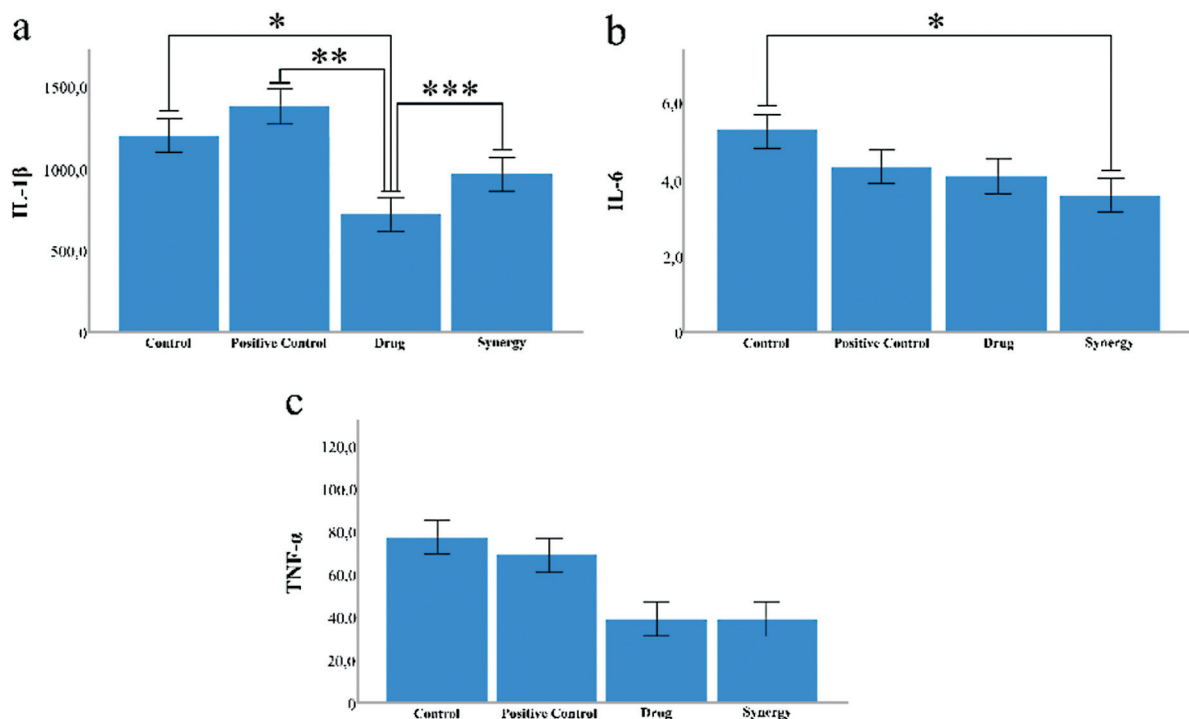 a
*
**
***
IL-1β
1500,0
1000,0
500,0
0
Control Positive Control Drug Synergy
b
*
IL-6
6,0
4,0
2,0
0
Control Positive Control Drug Synergy
c
TNF-α
120,0
100,0
80,0
60,0
40,0
20,0
0
Control Positive Control Drug Synergy